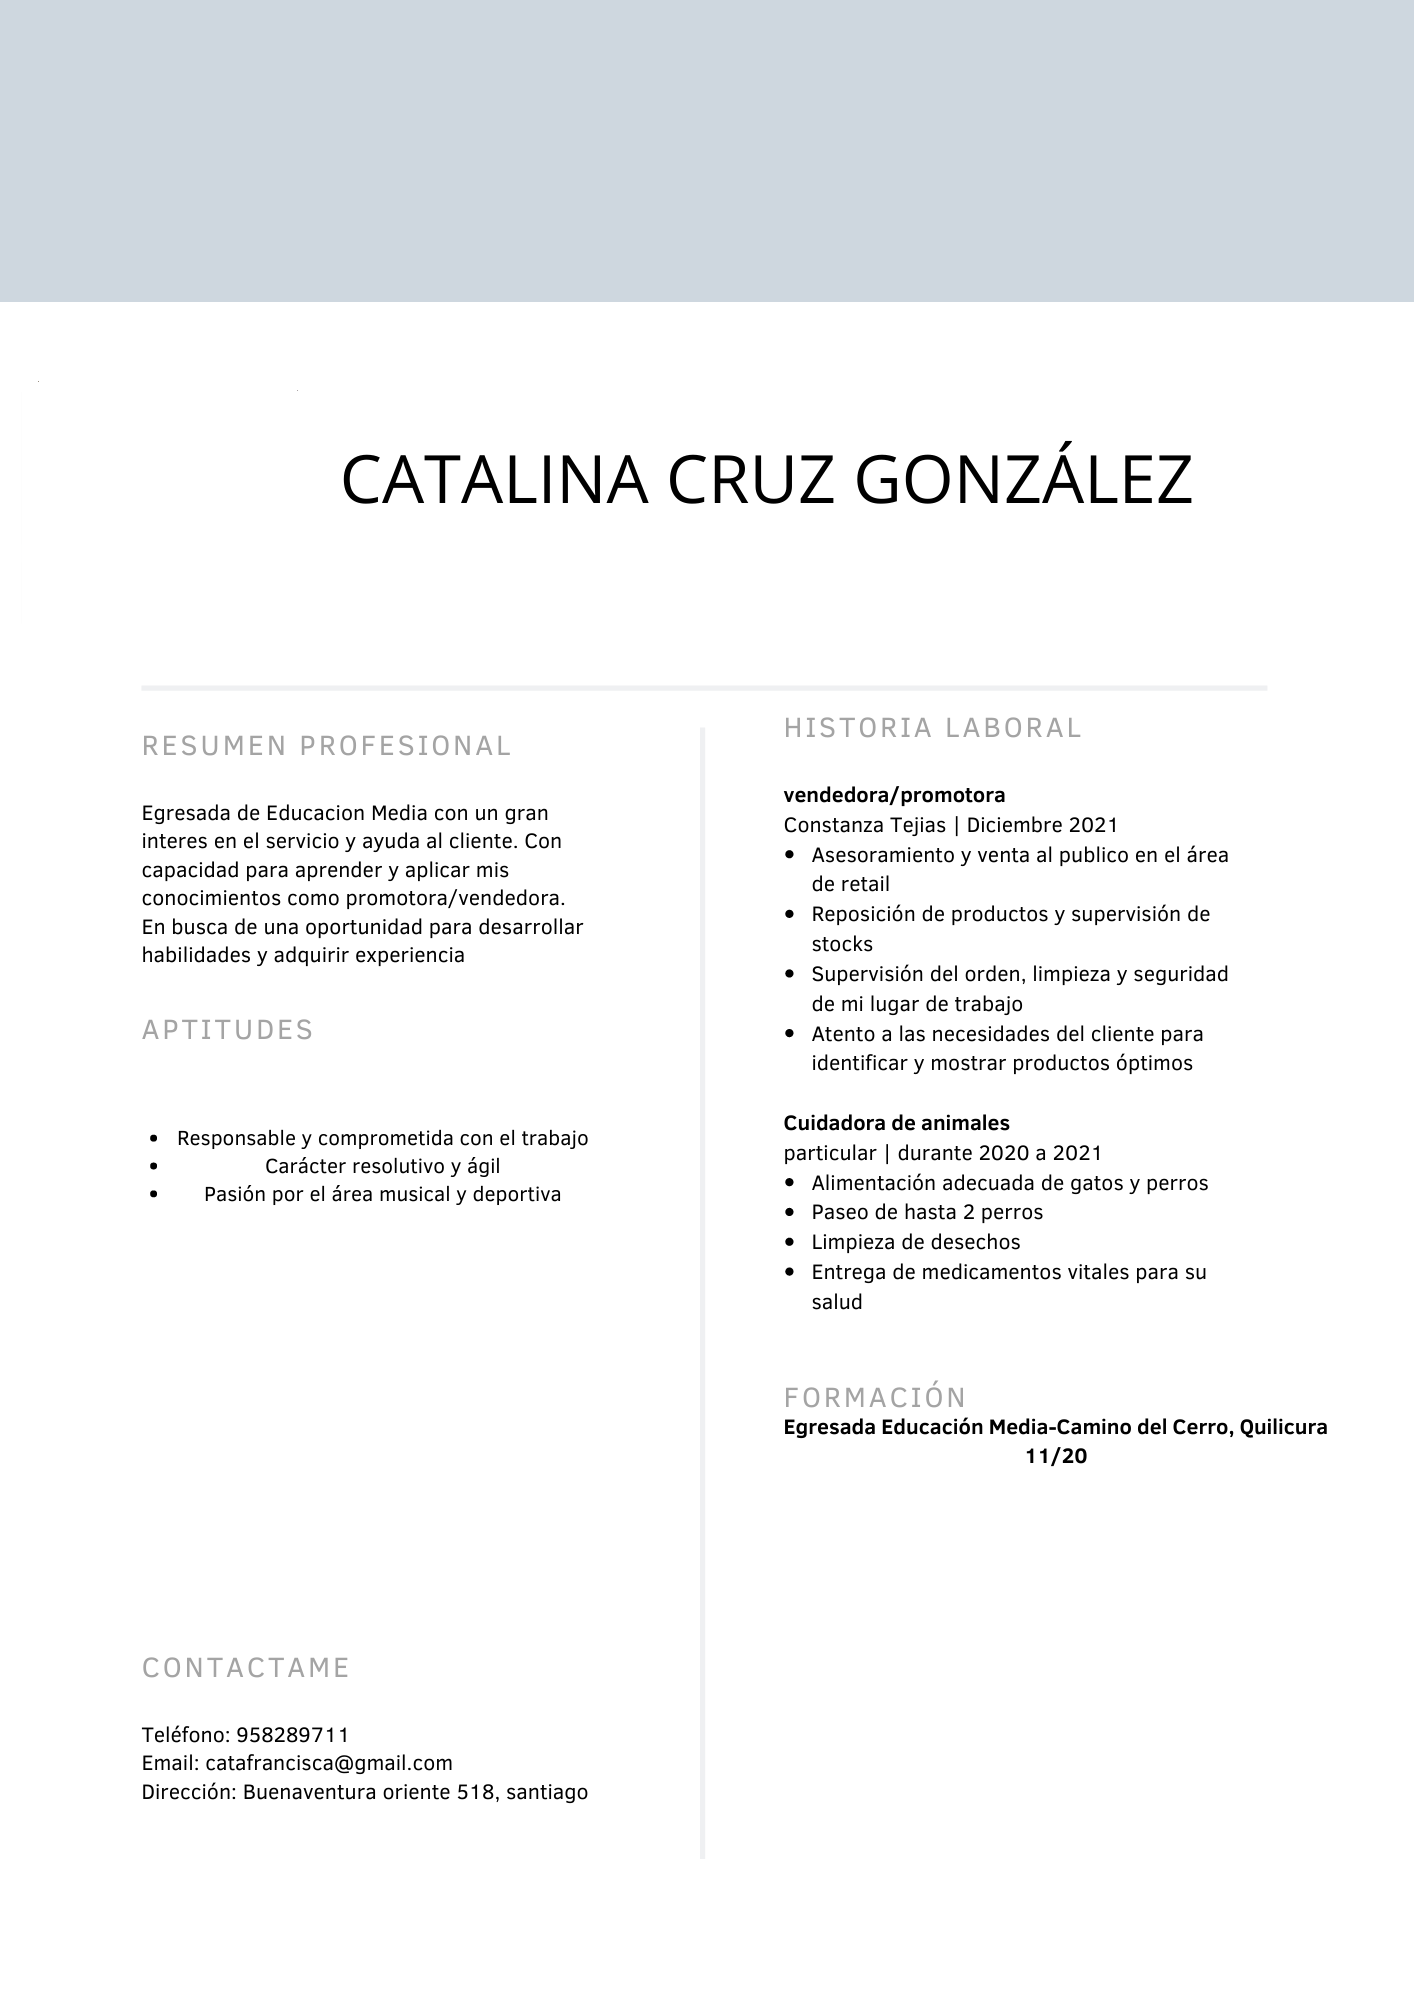 CATALINA CRUZ GONZÁLEZ
RESUMEN PROFESIONAL
Egresada de Educacion Media con un gran
interes en el servicio y ayuda al cliente. Con
capacidad para aprender y aplicar mis
conocimientos como promotora/vendedora.
En busca de una oportunidad para desarrollar
habilidades y adquirir experiencia
APTITUDES
• Responsable y comprometida con el trabajo
• Carácter resolutivo y ágil
• Pasión por el área musical y deportiva
CONTACTAME
Teléfono: 958289711
Email: catafrancisca@gmail.com
Dirección: Buenaventura oriente 518, santiago
HISTORIA LABORAL
vendedora/promotora
Constanza Tejias | Diciembre 2021
• Asesoramiento y venta al publico en el área
de retail
• Reposición de productos y supervisión de
stocks
• Supervisión del orden, limpieza y seguridad
de mi lugar de trabajo
• Atento a las necesidades del cliente para
identificar y mostrar productos óptimos
Cuidadora de animales
particular | durante 2020 a 2021
• Alimentación adecuada de gatos y perros
• Paseo de hasta 2 perros
• Limpieza de desechos
• Entrega de medicamentos vitales para su
salud
FORMACIÓN
Egresada Educación Media-Camino del Cerro, Quilicura
11/20